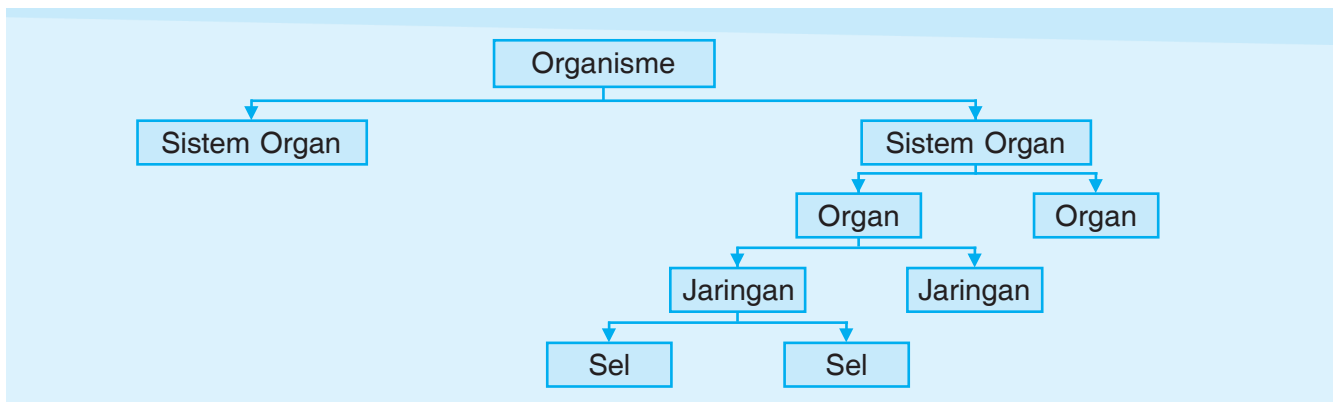 Organisme
Sistem Organ
Sistem Organ
Organ
Organ
Jaringan
Jaringan
Sel
Sel